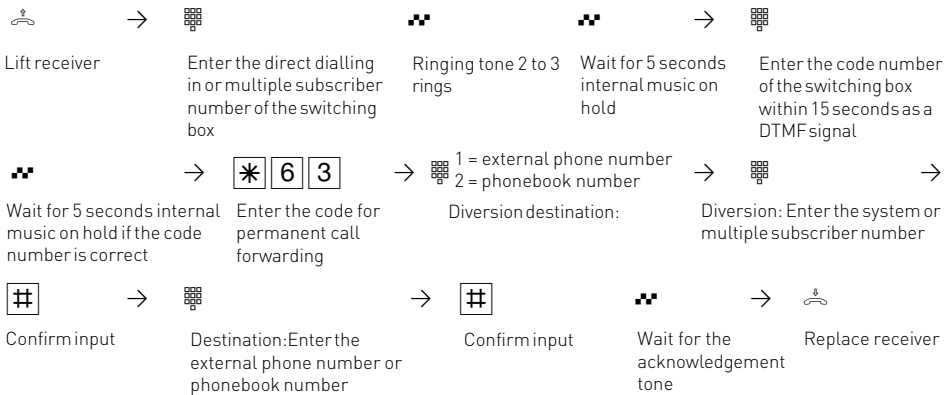 Lift receiver
Enter the direct dialling
in or multiple subscriber
number of the switching
box
Ringing tone 2 to 3
rings
Wait for 5 seconds
internal music on
hold
Enter the code number
of the switching box
within 15 seconds as a
DTMF signal
* 6 3
1 = external phone number
2 = phonebook number
Wait for 5 seconds internal
music on hold if the code
number is correct
Enter the code for
permanent call
forwarding
Diversion destination:
Diversion: Enter the system or
multiple subscriber number
#
#
Confirm input
Destination: Enter the
external phone number or
phonebook number
Confirm input
Wait for the
acknowledgement
tone
Replace receiver